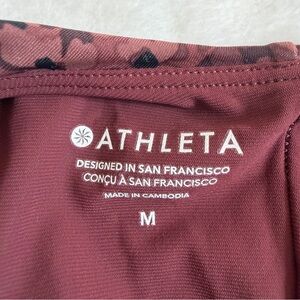 ATHLETA
DESIGNED IN SAN FRANCISCO
CONÇU À SAN FRANCISCO
MADE IN CAMBODIA
M